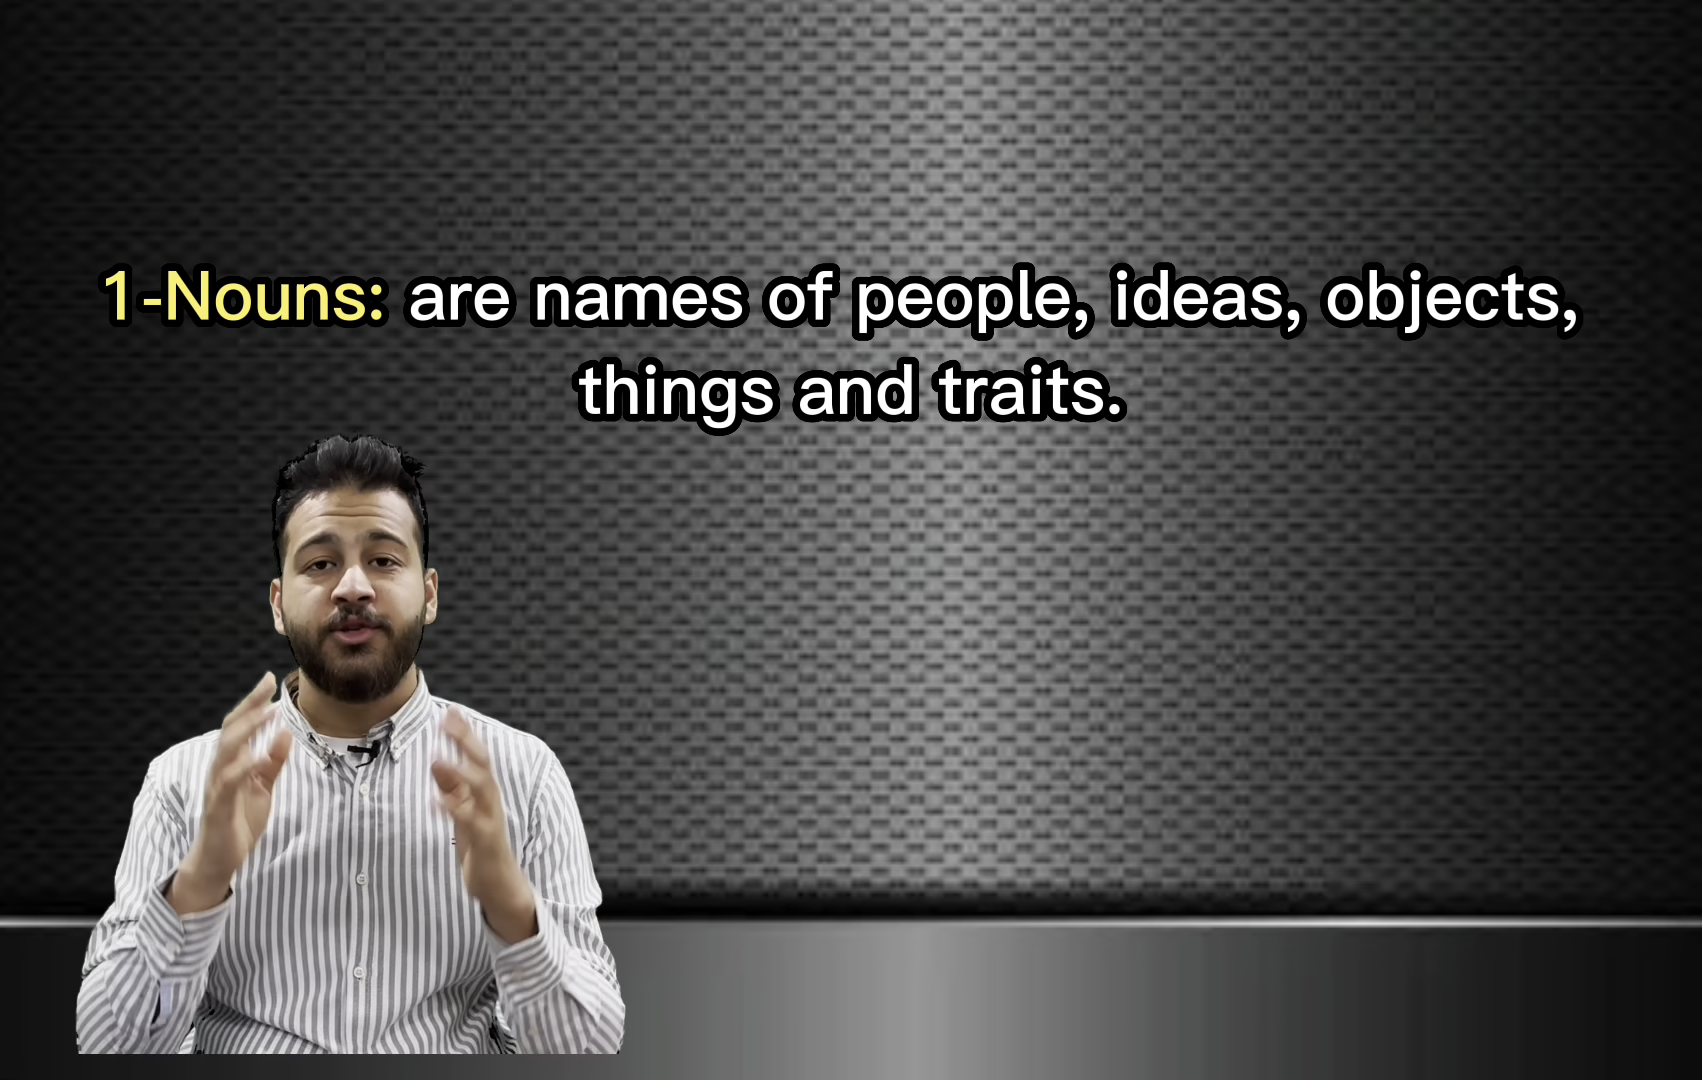 1-Nouns: are names of people, ideas, objects,
things and traits.